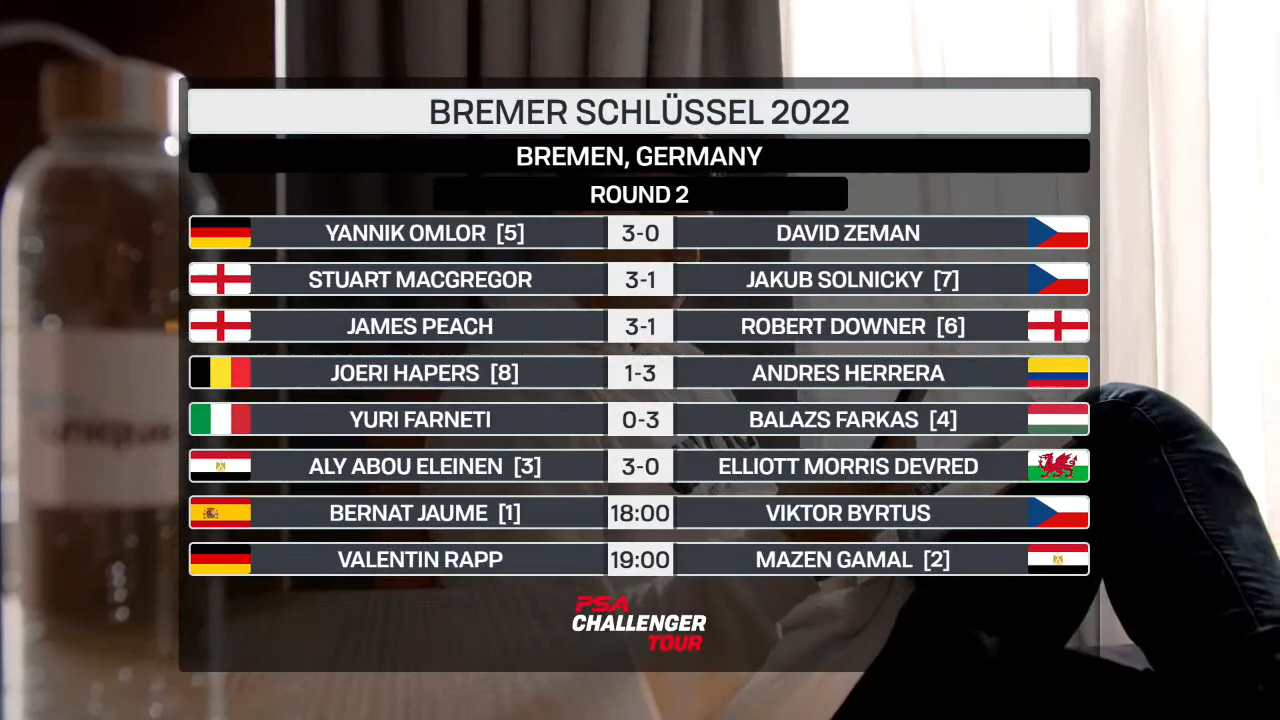 BREMER SCHLÜSSEL 2022
BREMEN, GERMANY
ROUND 2
YANNIK OMLOR [5] 3-0 DAVID ZEMAN
STUART MACGREGOR 3-1 JAKUB SOLNICKY [7]
JAMES PEACH 3-1 ROBERT DOWNER [6]
JOERI HAPERS [8] 1-3 ANDRES HERRERA
YURI FARNETI 0-3 BALAZS FARKAS [4]
ALY ABOU ELEINEN [3] 3-0 ELLIOTT MORRIS DEVRED
BERNAT JAUME [1] 18:00 VIKTOR BYRTUS
VALENTIN RAPP 19:00 MAZEN GAMAL [2]
PSA
CHALLENGER
TOUR